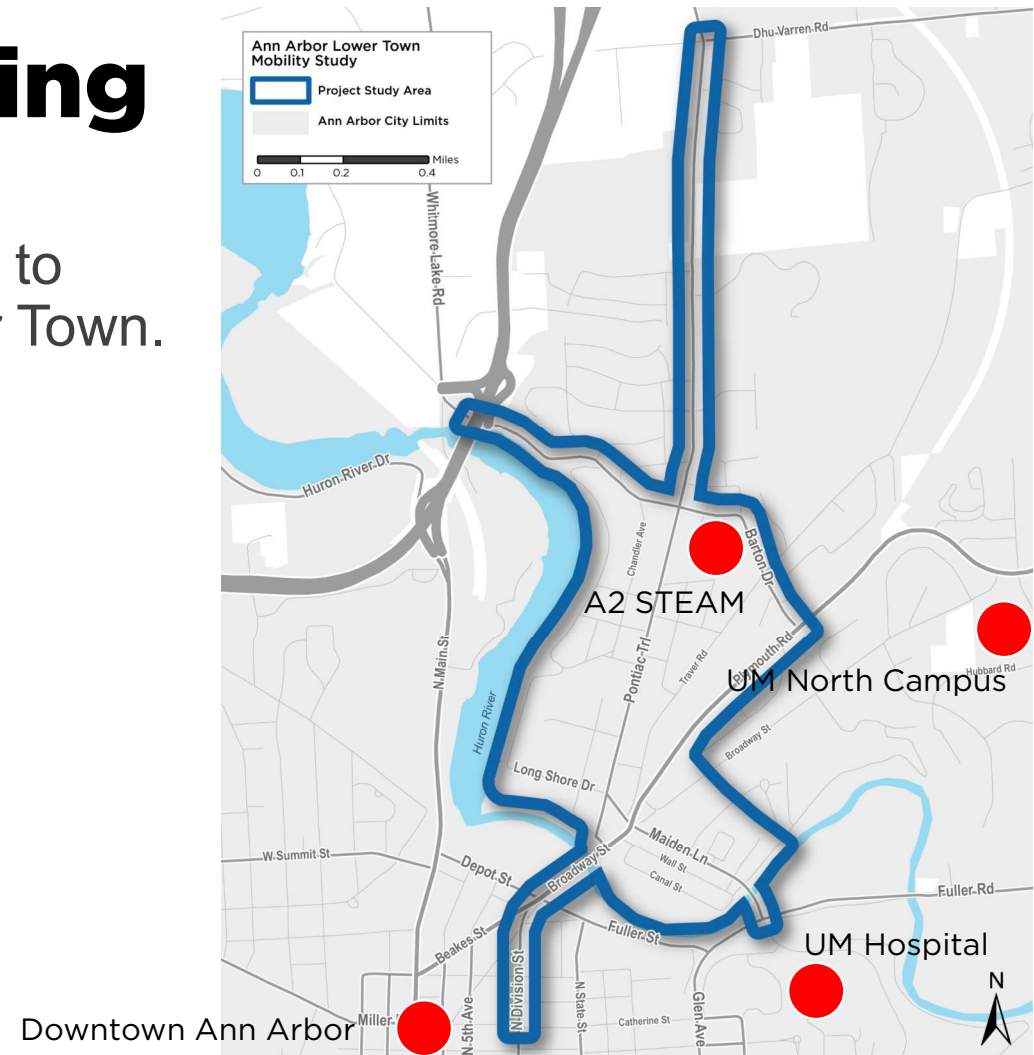 ing
to
Town.
Ann Arbor Lower Town
Mobility Study
Project Study Area
Ann Arbor City Limits
Miles
0 0.1 0.2 0.4
Dhu Varren Rd
Whitmore Lake Rd
Huron River Dr
Chandler Ave
Barton Dr
A2 STEAM
N Main St
Pontiac Trl
Traver Rd
Plymouth Rd
Hubbard Rd
UM North Campus
Huron River
Broadway St
Long Shore Dr
Maiden Ln
Wall St
W Summit St
Depot St
Broadway St
Canal St
Fuller Rd
Beakes St
Fuller St
UM Hospital
N
N Division St
N State St
Glen Ave
Miller
N 5th Ave
Catherine St
Downtown Ann Arbor